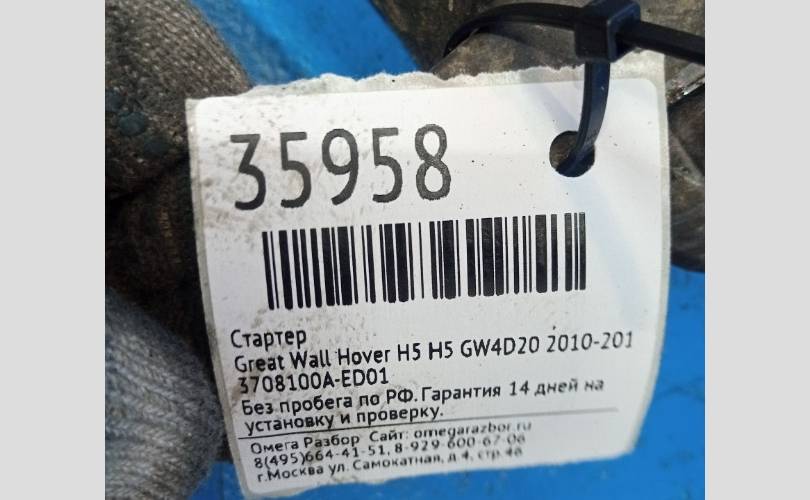 35958
Стартер
Great Wall Hover H5 H5 GW4D20 2010-201
3708100A-ED01
Без пробега по РФ. Гарантия 14 дней на
установку и проверку.
Омега Разбор Сайт: omegarazbor.ru
8(495)664-41-51, 8-929-600-67-06
г.Москва ул. Самокатная, д 4, стр 4в